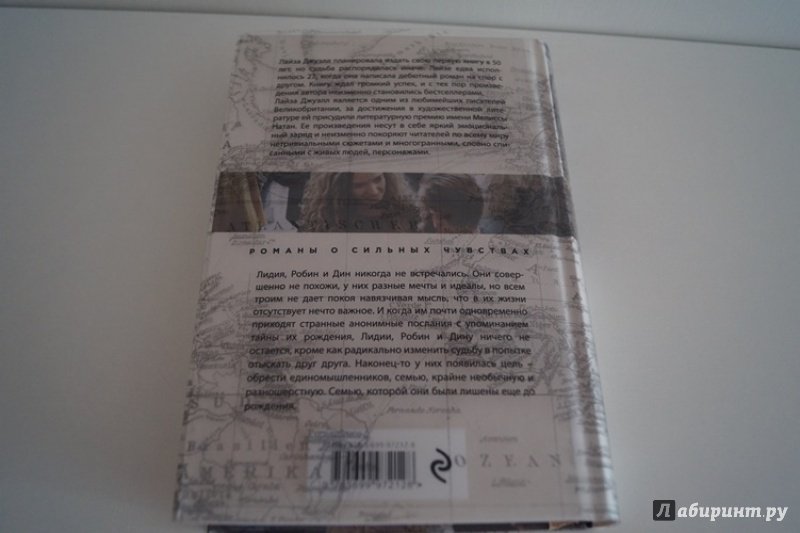 Лайза Джуэлл планировала издать свою первую книгу в 50
лет, но судьба распорядилась иначе. Лайзе едва испол-
нилось 27, когда она написала дебютный роман на спор с
другом. Книгу ждал громкий успех, и с тех пор произве-
дения автора неизменно становились бестселлерами.
Лайза Джуэлл является одним из любимейших писателей
Великобритании, за достижения в художественной лите-
ратуре ей присудили литературную премию имени Мелиссы
Натан. Ее произведения несут в себе яркий эмоциональ-
ный заряд и неизменно покоряют читателей по всему миру
нетривиальными сюжетами и многогранными, словно спи-
санными с живых людей, персонажами.
ATLANTISCHER
РОМАНЫ О СИЛЬНЫХ ЧУВСТВАХ
Лидия, Робин и Дин никогда не встречались. Они совер-
шенно не похожи, у них разные мечты и идеалы, но всем
троим не дает покоя навязчивая мысль, что в их жизни
отсутствует нечто важное. И когда им почти одновременно
приходят странные анонимные послания с упоминанием
тайны их рождения, Лидии, Робин и Дину ничего не
остается, кроме как радикально изменить судьбу в попытке
отыскать друг друга. Наконец-то у них появилась цель –
обрести единомышленников, семью, крайне необычную и
разношерстную. Семью, которой они были лишены еще до
рождения.
Brasilien
AMERIKA
OZEAN
Лабиринт.ру